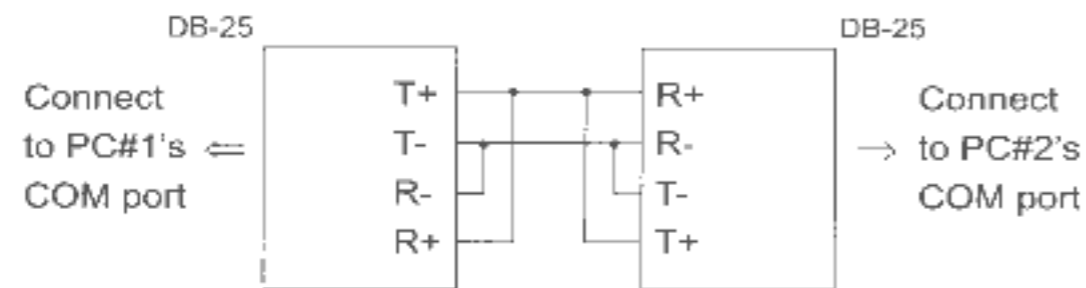 DB-25
DB-25
Connect
to PC#1's
COM port
T+
T-
R-
R+
R+
R-
T-
T+
Connect
to PC#2's
COM port